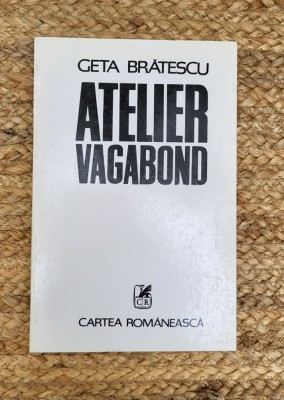 GETA BRĂTESCU
ATELIER
VAGABOND
CR
CARTEA ROMÂNEASCĂ